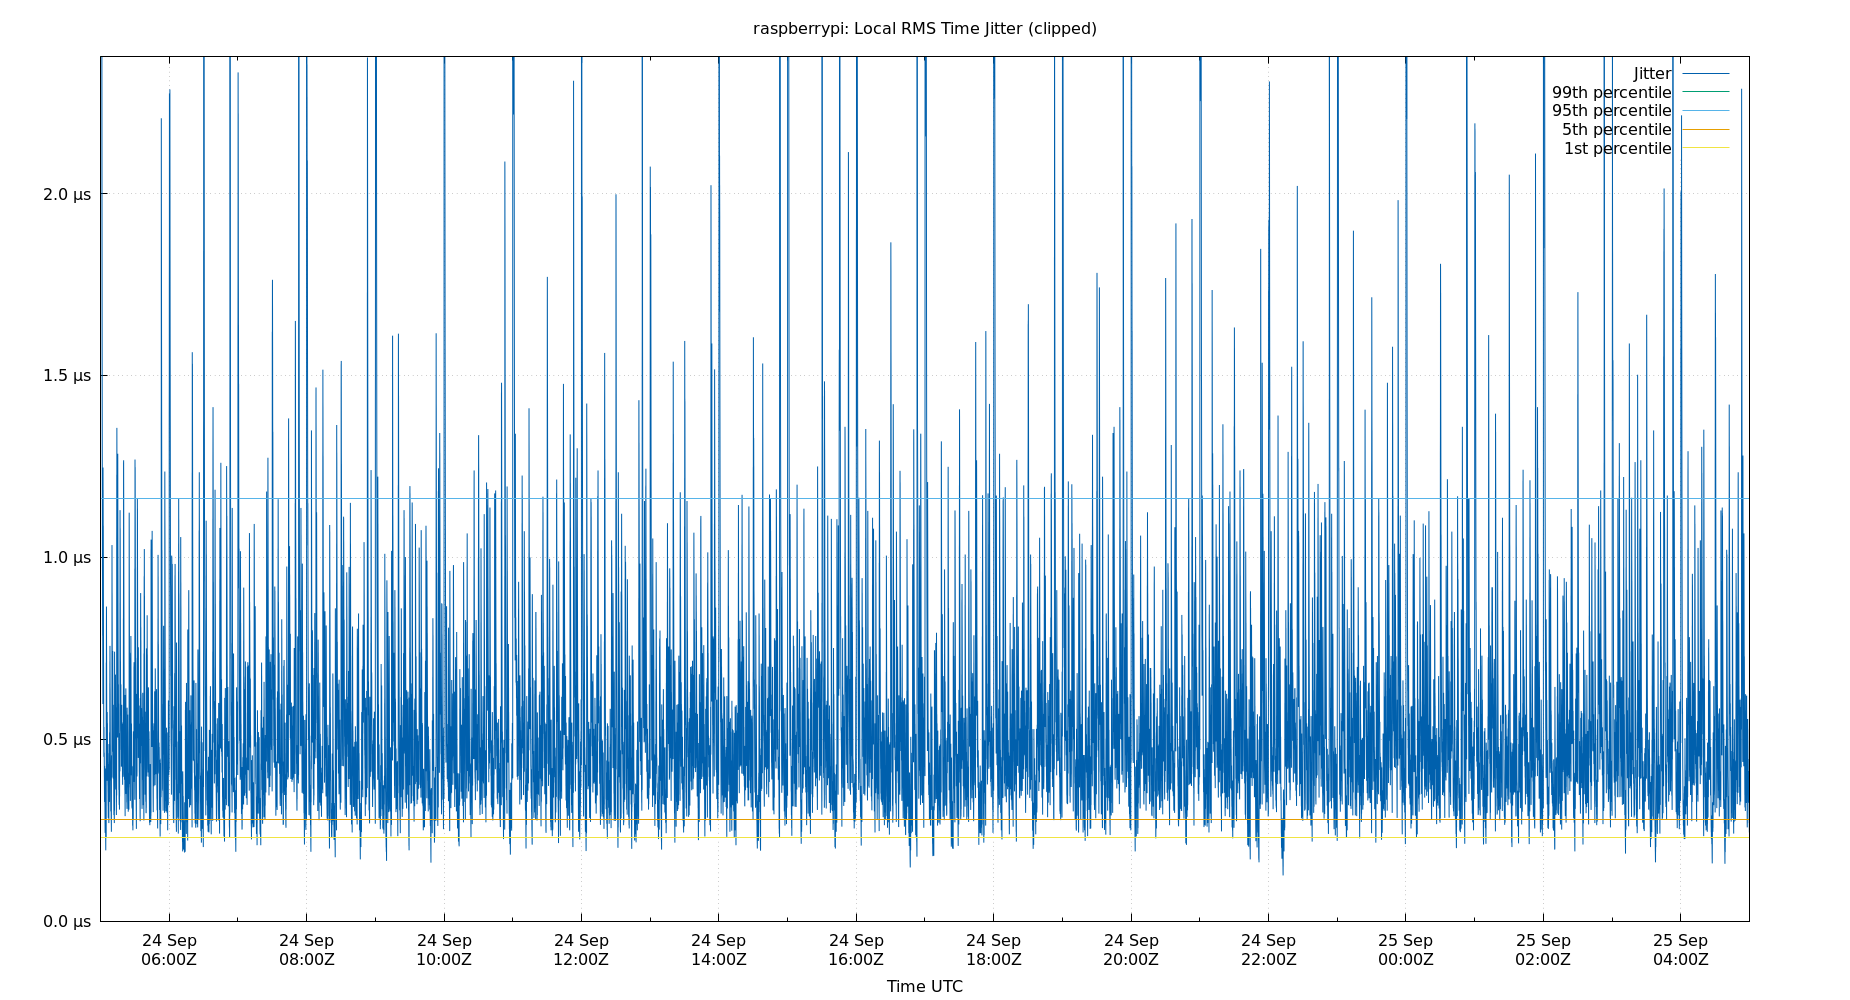 raspberrypi: Local RMS Time Jitter (clipped)
Jitter
99th percentile
95th percentile
5th percentile
1st percentile
2.0 µs
1.5 µs
1.0 µs
0.5 µs
0.0 µs
24 Sep 24 Sep 24 Sep 24 Sep 24 Sep 24 Sep 24 Sep 24 Sep 24 Sep 25 Sep 25 Sep 25 Sep
06:00Z 08:00Z 10:00Z 12:00Z 14:00Z 16:00Z 18:00Z 20:00Z 22:00Z 00:00Z 02:00Z 04:00Z
Time UTC